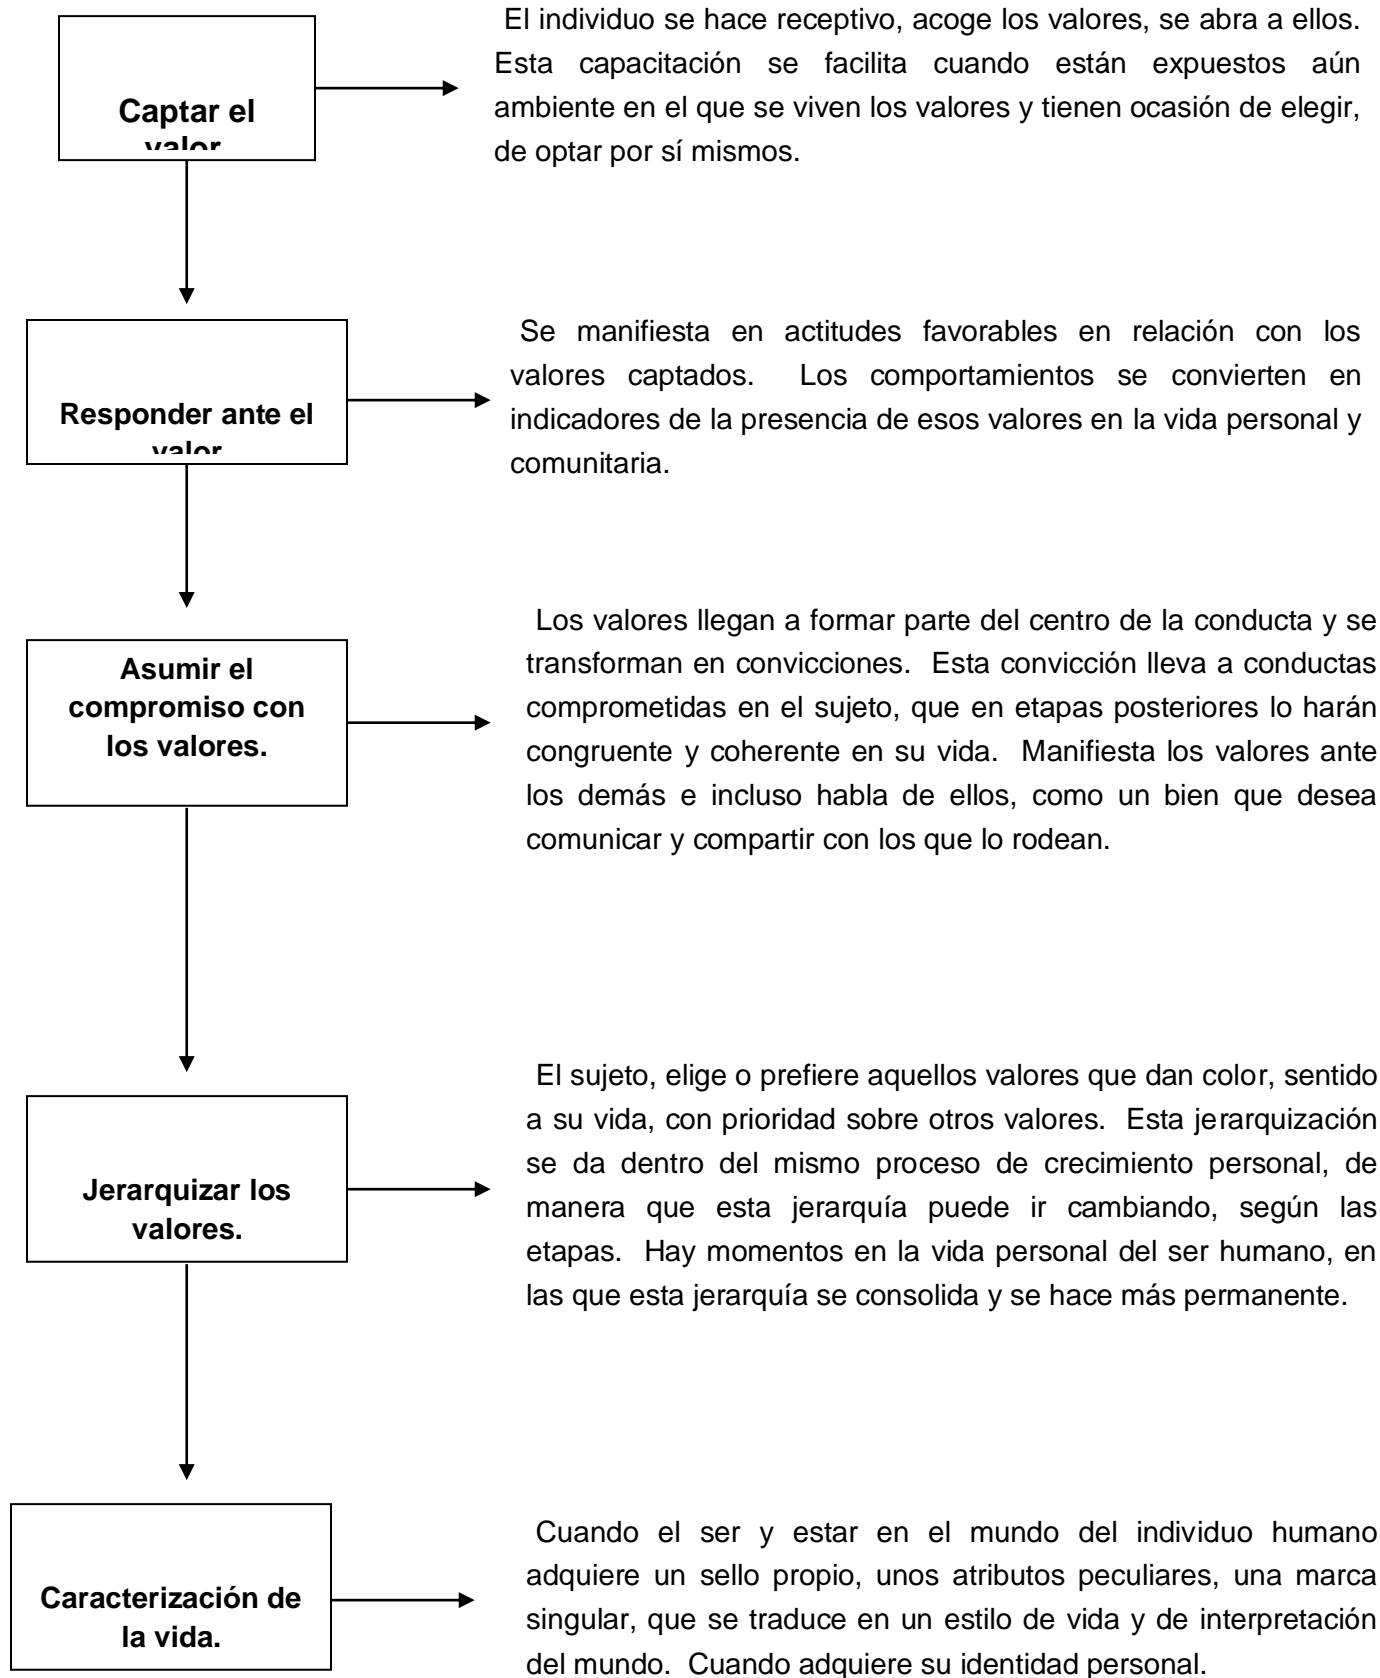 Captar el
valor
El individuo se hace receptivo, acoge los valores, se abra a ellos.
Esta capacitación se facilita cuando están expuestos aún
ambiente en el que se viven los valores y tienen ocasión de elegir,
de optar por sí mismos.
Responder ante el
valor
Se manifiesta en actitudes favorables en relación con los
valores captados. Los comportamientos se convierten en
indicadores de la presencia de esos valores en la vida personal y
comunitaria.
Asumir el
compromiso con
los valores.
Los valores llegan a formar parte del centro de la conducta y se
transforman en convicciones. Esta convicción lleva a conductas
comprometidas en el sujeto, que en etapas posteriores lo harán
congruente y coherente en su vida. Manifiesta los valores ante
los demás e incluso habla de ellos, como un bien que desea
comunicar y compartir con los que lo rodean.
Jerarquizar los
valores.
El sujeto, elige o prefiere aquellos valores que dan color, sentido
a su vida, con prioridad sobre otros valores. Esta jerarquización
se da dentro del mismo proceso de crecimiento personal, de
manera que esta jerarquía puede ir cambiando, según las
etapas. Hay momentos en la vida personal del ser humano, en
las que esta jerarquía se consolida y se hace más permanente.
Caracterización de
la vida.
Cuando el ser y estar en el mundo del individuo humano
adquiere un sello propio, unos atributos peculiares, una marca
singular, que se traduce en un estilo de vida y de interpretación
del mundo. Cuando adquiere su identidad personal.